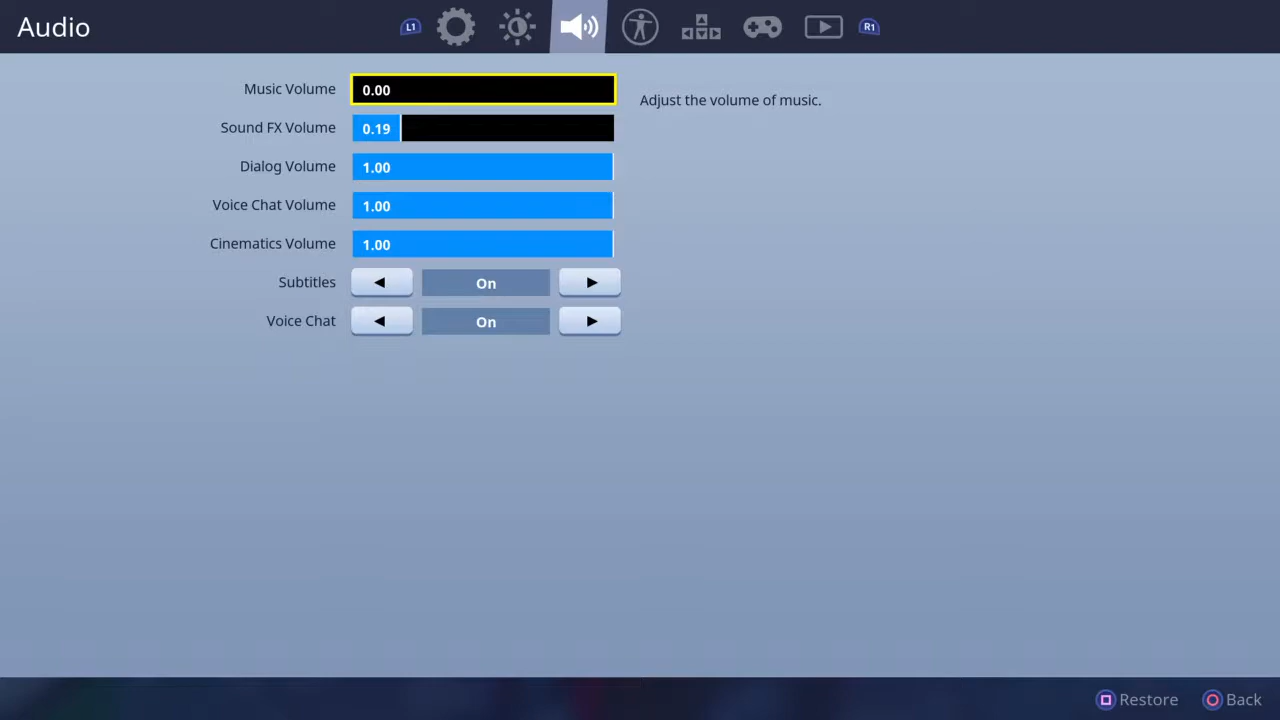 Audio
L1
R1
Music Volume 0.00
Adjust the volume of music.
Sound FX Volume 0.19
Dialog Volume 1.00
Voice Chat Volume 1.00
Cinematics Volume 1.00
Subtitles On
Voice Chat On
Restore Back